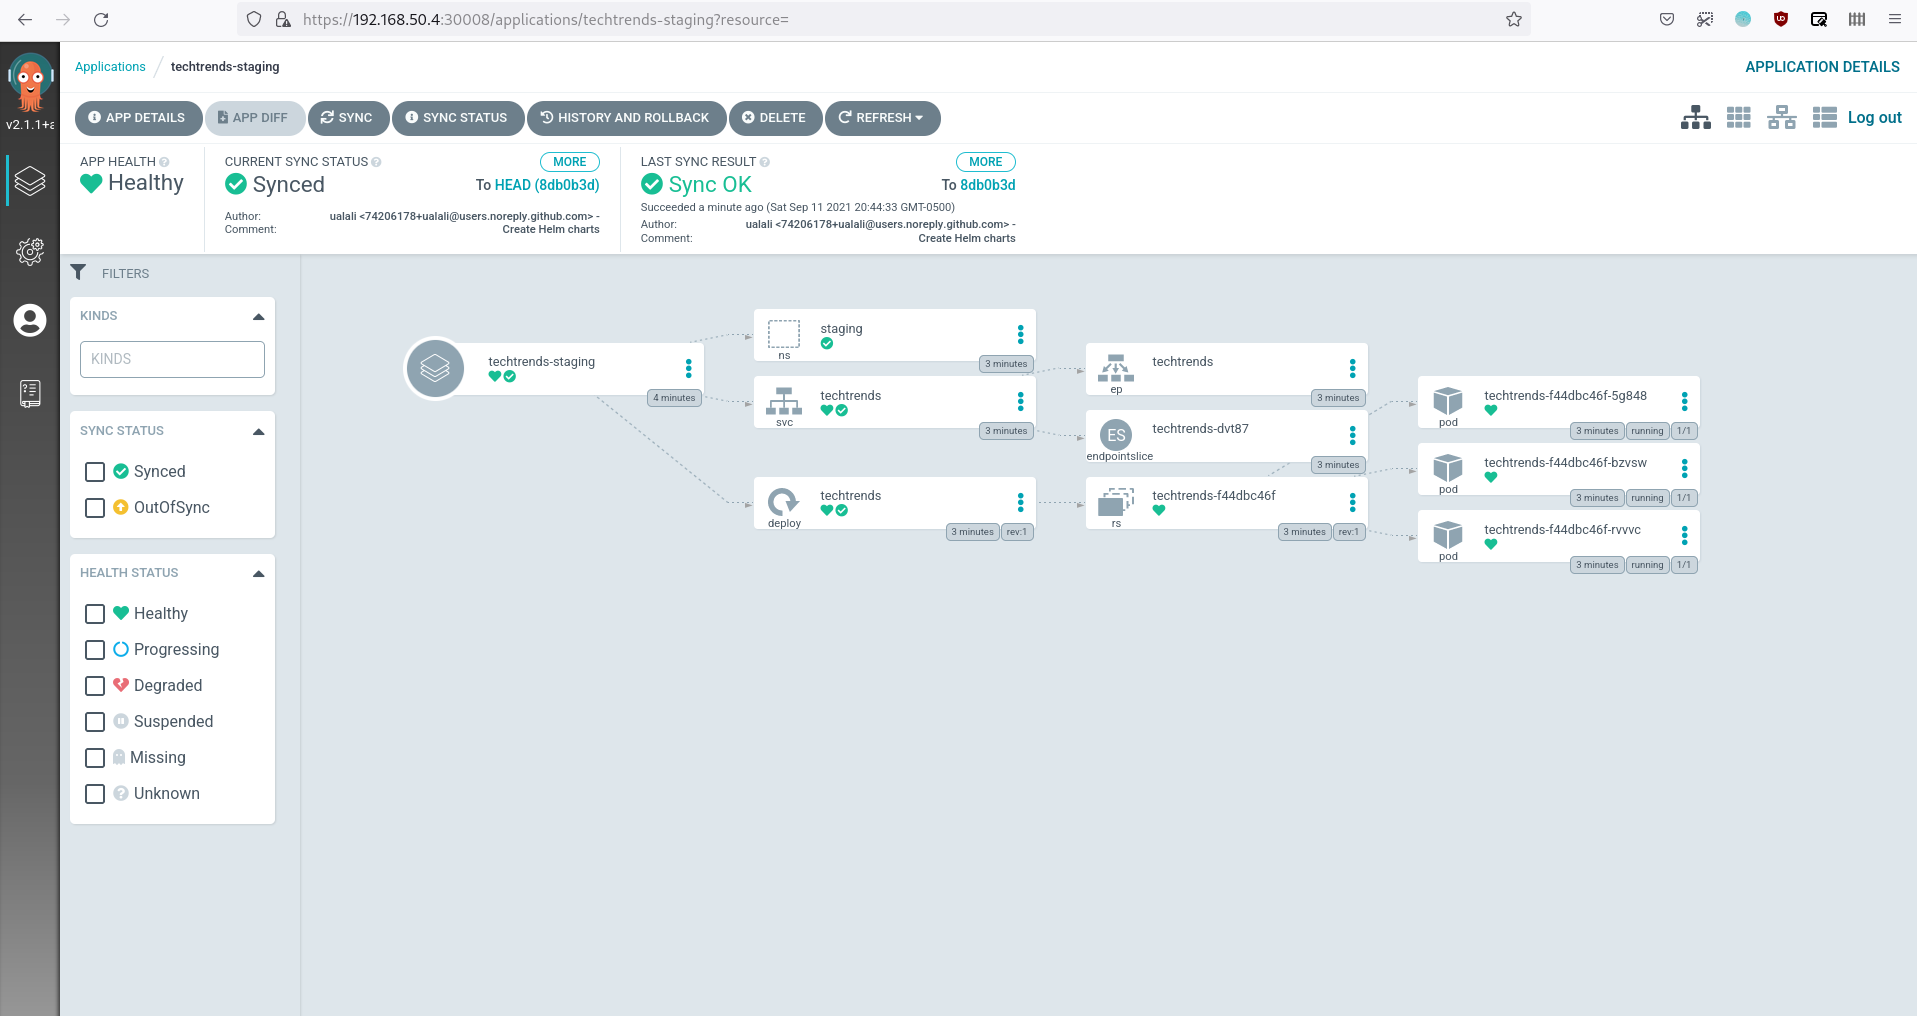 https://192.168.50.4:30008/applications/techtrends-staging?resource=
Applications / techtrends-staging
APPLICATION DETAILS
v2.1.1+a
APP DETAILS
APP DIFF
SYNC
SYNC STATUS
HISTORY AND ROLLBACK
DELETE
REFRESH
Log out
APP HEALTH
Healthy
CURRENT SYNC STATUS
MORE
Synced
To HEAD (8db0b3d)
Author: ualali <74206178+ualali@users.noreply.github.com> -
Comment: Create Helm charts
LAST SYNC RESULT
MORE
Sync OK
To 8db0b3d
Succeeded a minute ago (Sat Sep 11 2021 20:44:33 GMT-0500)
Author: ualali <74206178+ualali@users.noreply.github.com> -
Comment: Create Helm charts
FILTERS
KINDS
KINDS
SYNC STATUS
Synced
OutOfSync
HEALTH STATUS
Healthy
Progressing
Degraded
Suspended
Missing
Unknown
techtrends-staging
4 minutes
staging
ns
3 minutes
techtrends
svc
3 minutes
techtrends
deploy
3 minutes rev:1
techtrends
ep
3 minutes
ES
techtrends-dvt87
endpointslice
3 minutes
techtrends-f44dbc46f
rs
3 minutes rev:1
techtrends-f44dbc46f-5g848
pod
3 minutes running 1/1
techtrends-f44dbc46f-bzvsw
pod
3 minutes running 1/1
techtrends-f44dbc46f-rvvvc
pod
3 minutes running 1/1